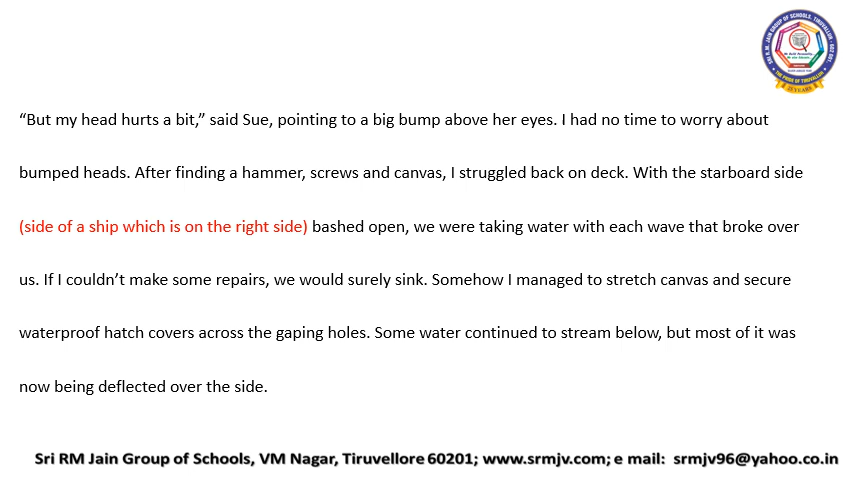 “But my head hurts a bit,” said Sue, pointing to a big bump above her eyes. I had no time to worry about
bumped heads. After finding a hammer, screws and canvas, I struggled back on deck. With the starboard side
(side of a ship which is on the right side) bashed open, we were taking water with each wave that broke over
us. If I couldn’t make some repairs, we would surely sink. Somehow I managed to stretch canvas and secure
waterproof hatch covers across the gaping holes. Some water continued to stream below, but most of it was
now being deflected over the side.
Sri RM Jain Group of Schools, VM Nagar, Tiruvellore 60201; www.srmjv.com; e mail: srmjv96@yahoo.co.in